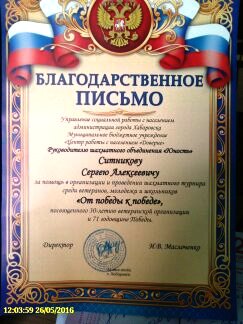 БЛАГОДАРСТВЕННОЕ
ПИСЬМО
Управление социальной работы с населением
администрации города Хабаровска
Муниципальное бюджетное учреждение
«Центр работы с населением «Доверие»
Руководителю шахматного объединения «Юность»
Ситникову
Сергею Алексеевичу
за помощь в организации и проведении шахматного турнира
среди ветеранов, молодежи и школьников
«От победы к победе»,
посвященного 30-летию ветеранской организации
и 71 годовщине Победы.
Директор
Н.В. Масличенко
12:03:59 26/05/2016